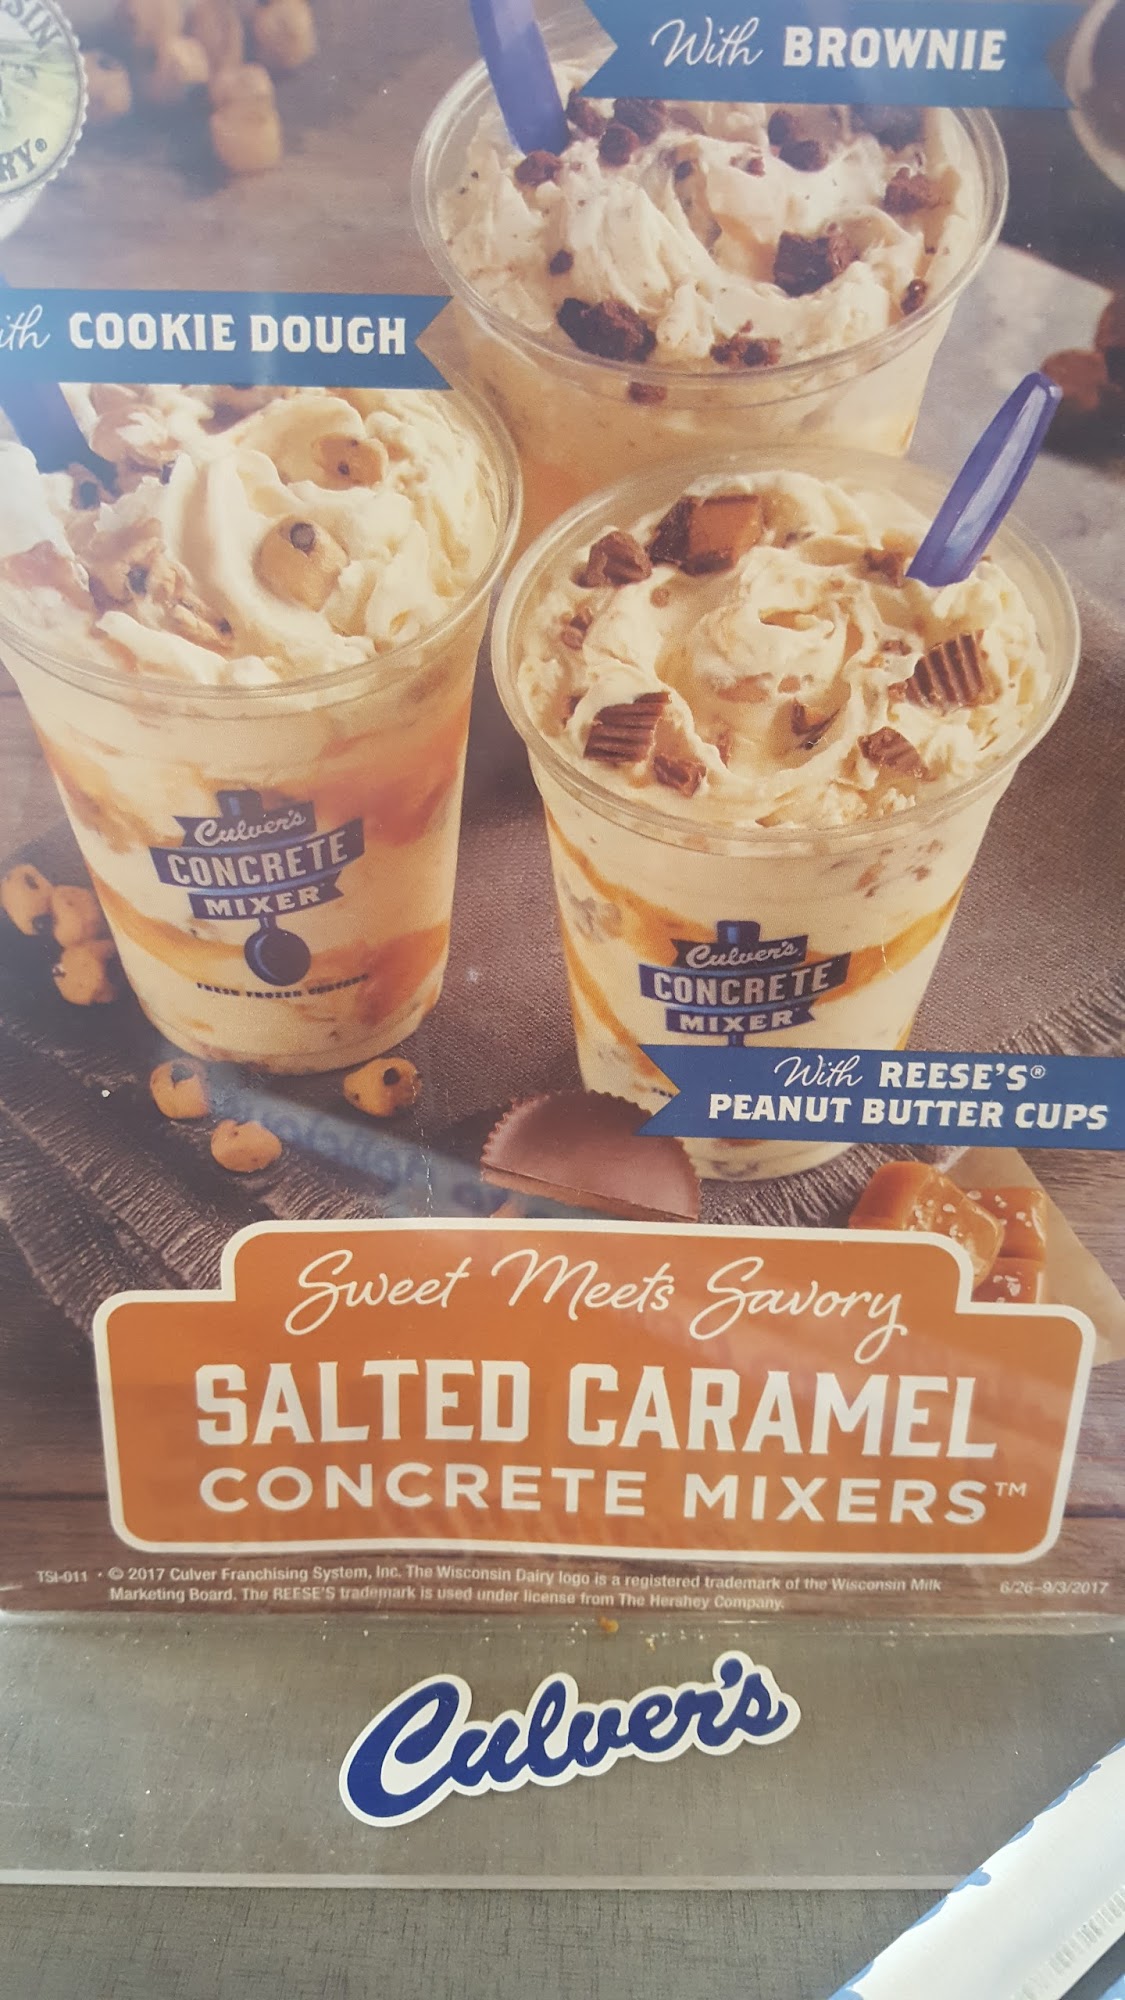 With BROWNIE
COOKIE DOUGH
Culver's
CONCRETE
MIXER
FRESH FROZEN CUSTARD
Culver's
CONCRETE
MIXER
With REESE'S®
PEANUT BUTTER CUPS
Sweet Meets Savory
SALTED CARAMEL
CONCRETE MIXERS™
TSI-011 • © 2017 Culver Franchising System, Inc. The Wisconsin Dairy logo is a registered trademark of the Wisconsin Milk
Marketing Board. The REESE'S trademark is used under license from The Hershey Company.
6/26–9/3/2017
Culver's